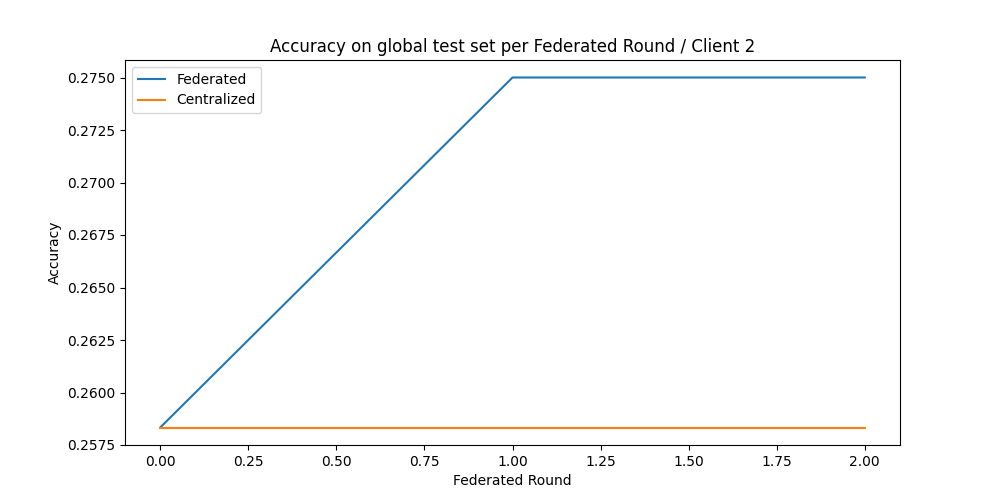 Accuracy on global test set per Federated Round / Client 2
Federated
Centralized
0.2750
0.2725
0.2700
0.2675
0.2650
0.2625
0.2600
0.2575
Accuracy
0.00 0.25 0.50 0.75 1.00 1.25 1.50 1.75 2.00
Federated Round